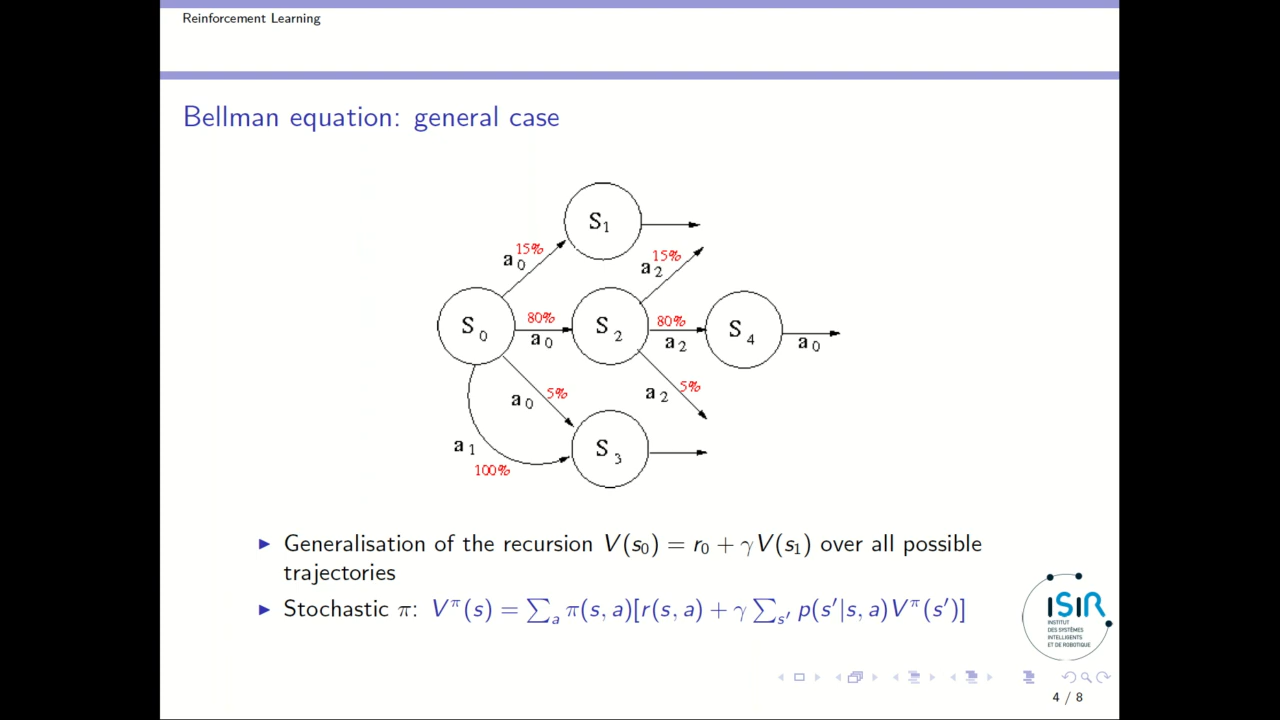 Reinforcement Learning
Bellman equation: general case
S₁
a₀ 15%
a₂ 15%
S₀
80%
a₀
S₂
80%
a₂
S₄
a₀
a₀ 5%
a₂ 5%
a₁
100%
S₃
▶ Generalisation of the recursion V(s₀) = r₀ + γV(s₁) over all possible
trajectories
▶ Stochastic π: V^π(s) = ∑ₐ π(s, a)[r(s, a) + γ ∑_s′ p(s′|s, a)V^π(s′)]
ISIR
INSTITUT
DES SYSTÈMES
INTELLIGENTS
ET DE ROBOTIQUE
4 / 8